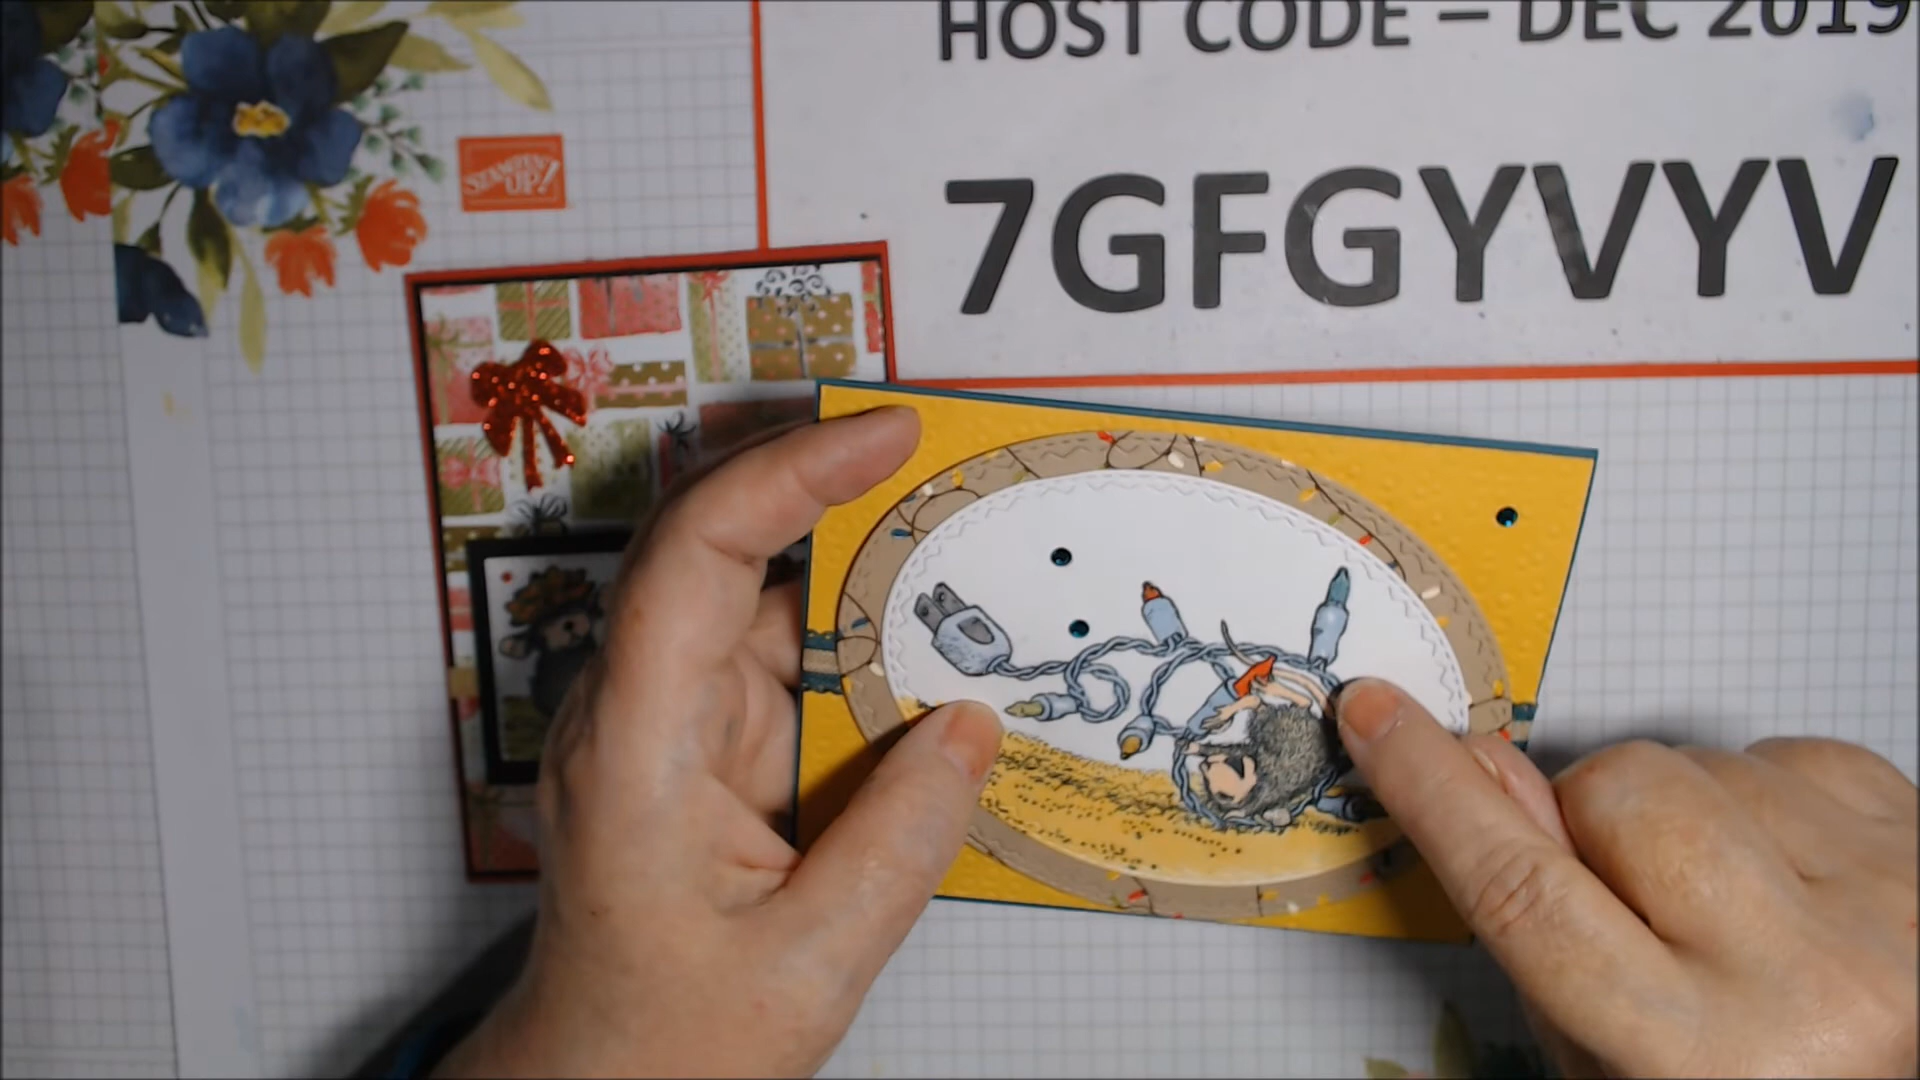 HOST CODE – DEC 2019
7GFGYVYV
STAMPIN'
UP!